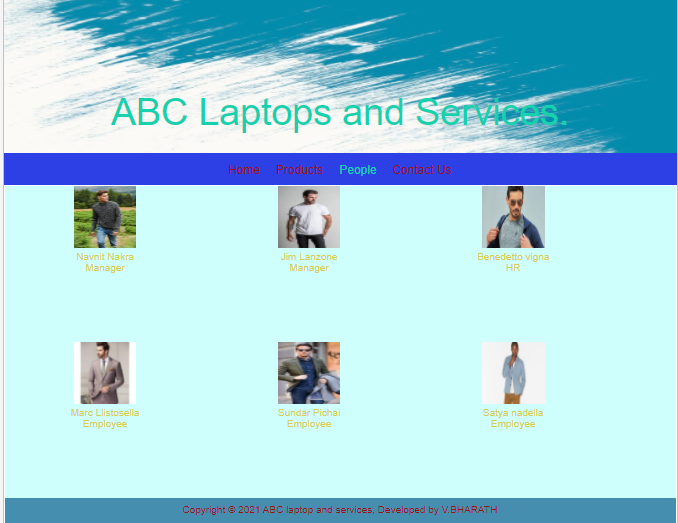 ABC Laptops and Services.
Home Products People Contact Us
Navnit Nakra
Manager
Jim Lanzone
Manager
Benedetto vigna
HR
Marc Llistosella
Employee
Sundar Pichai
Employee
Satya nadella
Employee
Copyright © 2021 ABC laptop and services. Developed by V.BHARATH